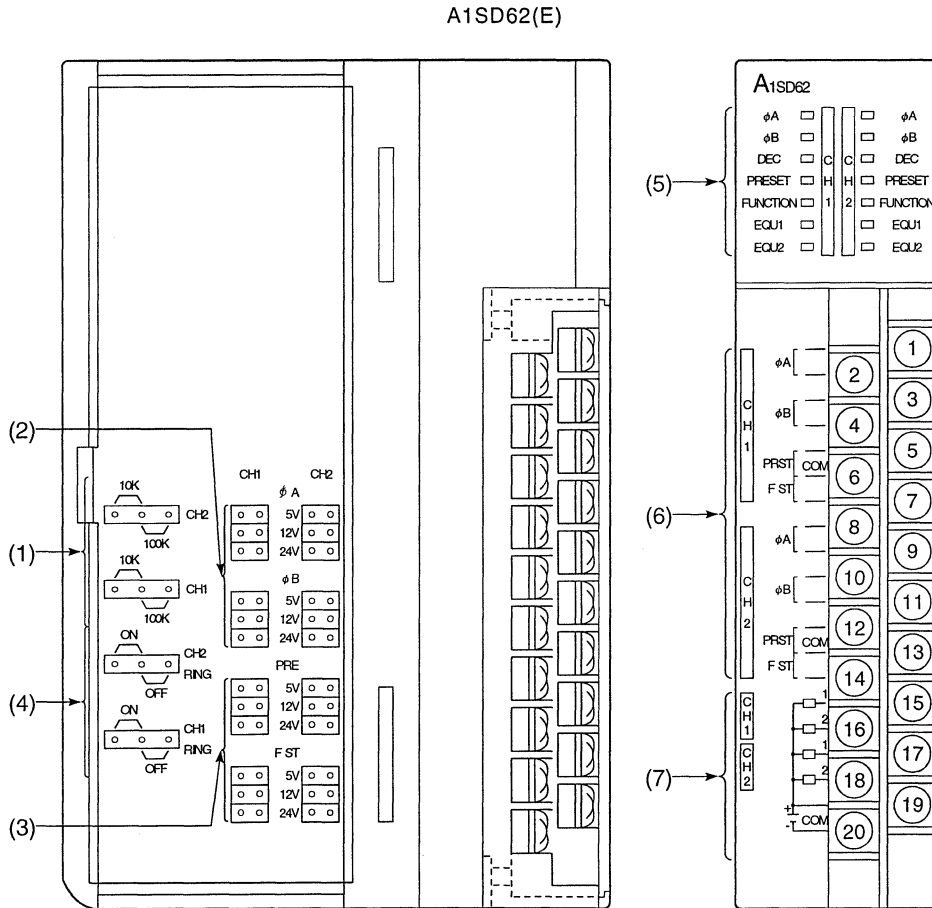 A1SD62(E)
A1SD62
φA φA
φB φB
DEC DEC
PRESET PRESET
FUNCTION FUNCTION
EQU1 EQU1
EQU2 EQU2
CH1 CH2
(5)
(2)
(1)
(4)
(3)
10K
CH2
100K
10K
CH1
100K
ON
CH2
RING
OFF
ON
CH1
RING
OFF
CH1 CH2
φA
5V
12V
24V
φB
5V
12V
24V
PRE
5V
12V
24V
F ST
5V
12V
24V
(6)
(7)
CH1
φA
φB
PRST COM
F ST
CH2
φA
φB
PRST COM
F ST
CH1
1
2
CH2
1
2
+
-
COM
1
2
3
4
5
6
7
8
9
10
11
12
13
14
15
16
17
18
19
20